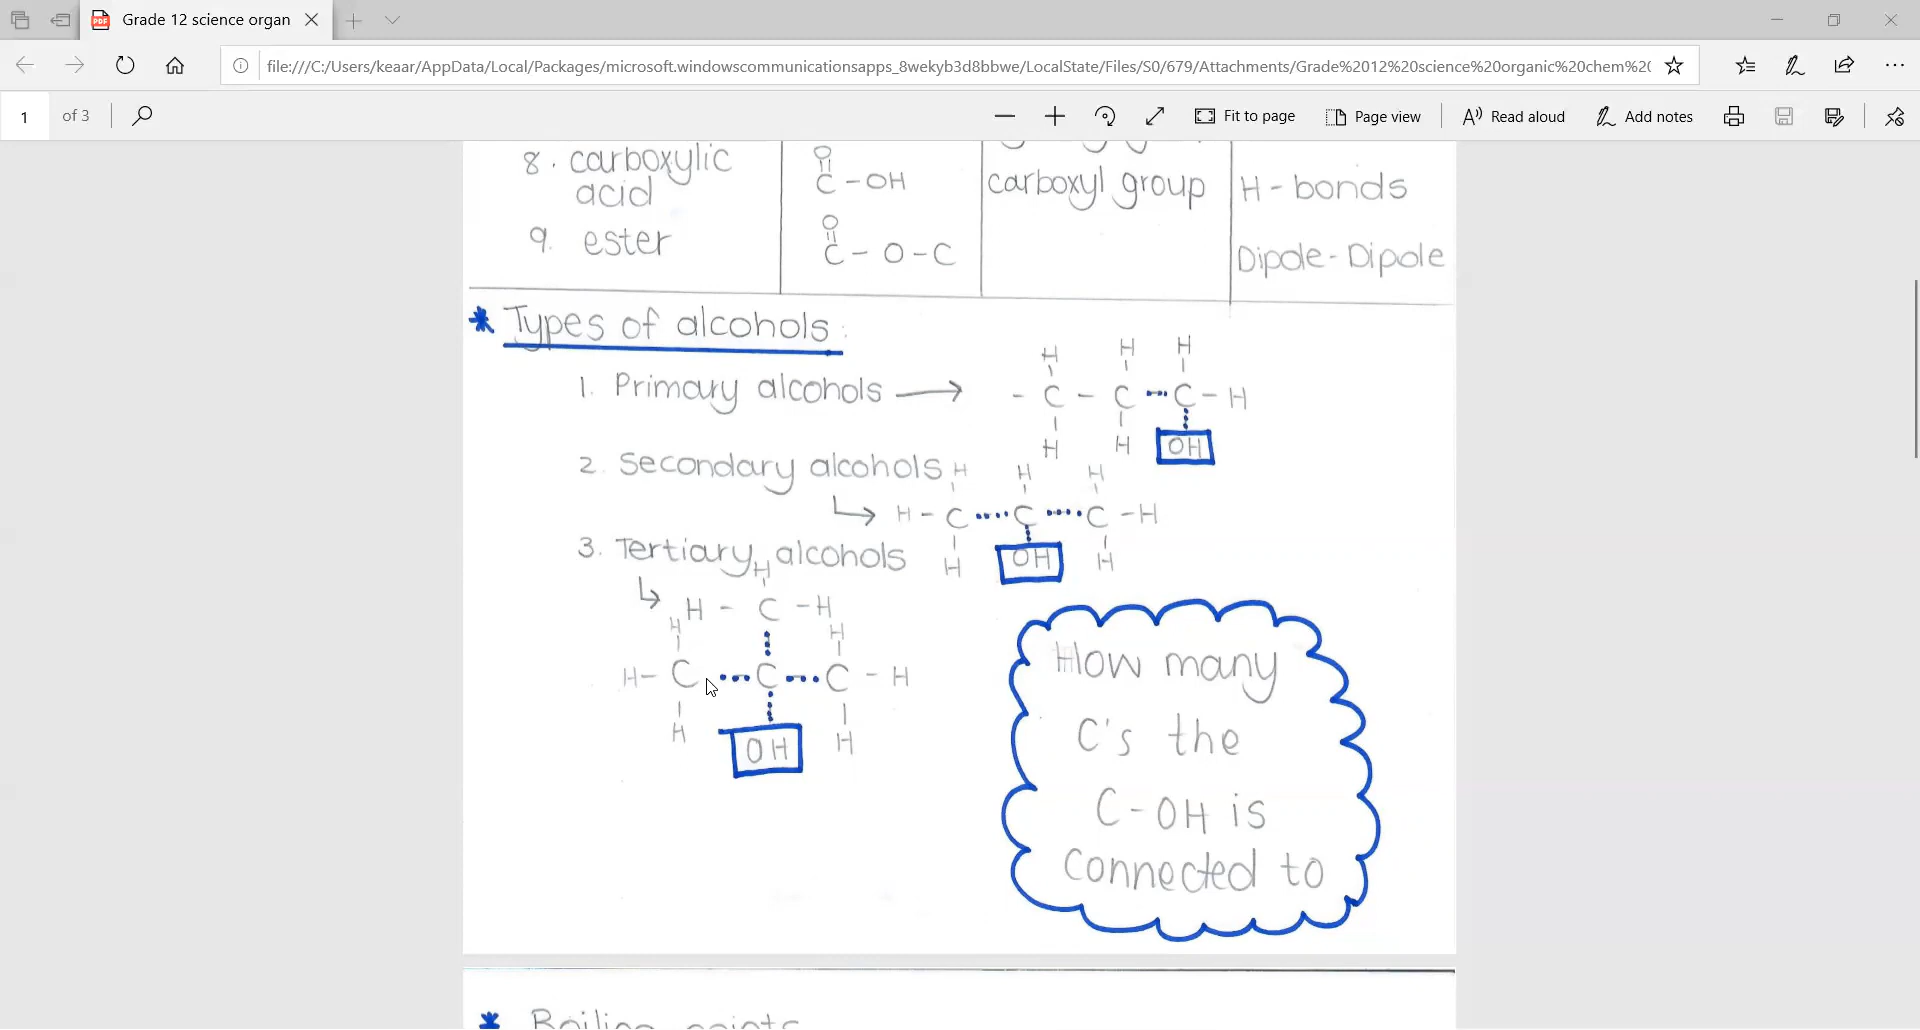 Grade 12 science organ
file:///C:/Users/keaar/AppData/Local/Packages/microsoft.windowscommunicationsapps_8wekyb3d8bbwe/LocalState/Files/S0/679/Attachments/Grade%2012%20science%20organic%20chem%2
1 of 3
Fit to page
Page view
Read aloud
Add notes
8. carboxylic acid
O
C - OH
carboxyl group
H - bonds
9. ester
O
C - O - C
Dipole - Dipole
* Types of alcohols:
H H H
1. Primary alcohols → - C - C ... C - H
H H OH
2. Secondary alcohols H H H
↳ H - C .... C .... C - H
H OH H
3. Tertiary alcohols
H
↳ H - C - H
H H
H - C ... C ... C - H
H OH H
How many
C's the
C - OH is
connected to
* Boiling points